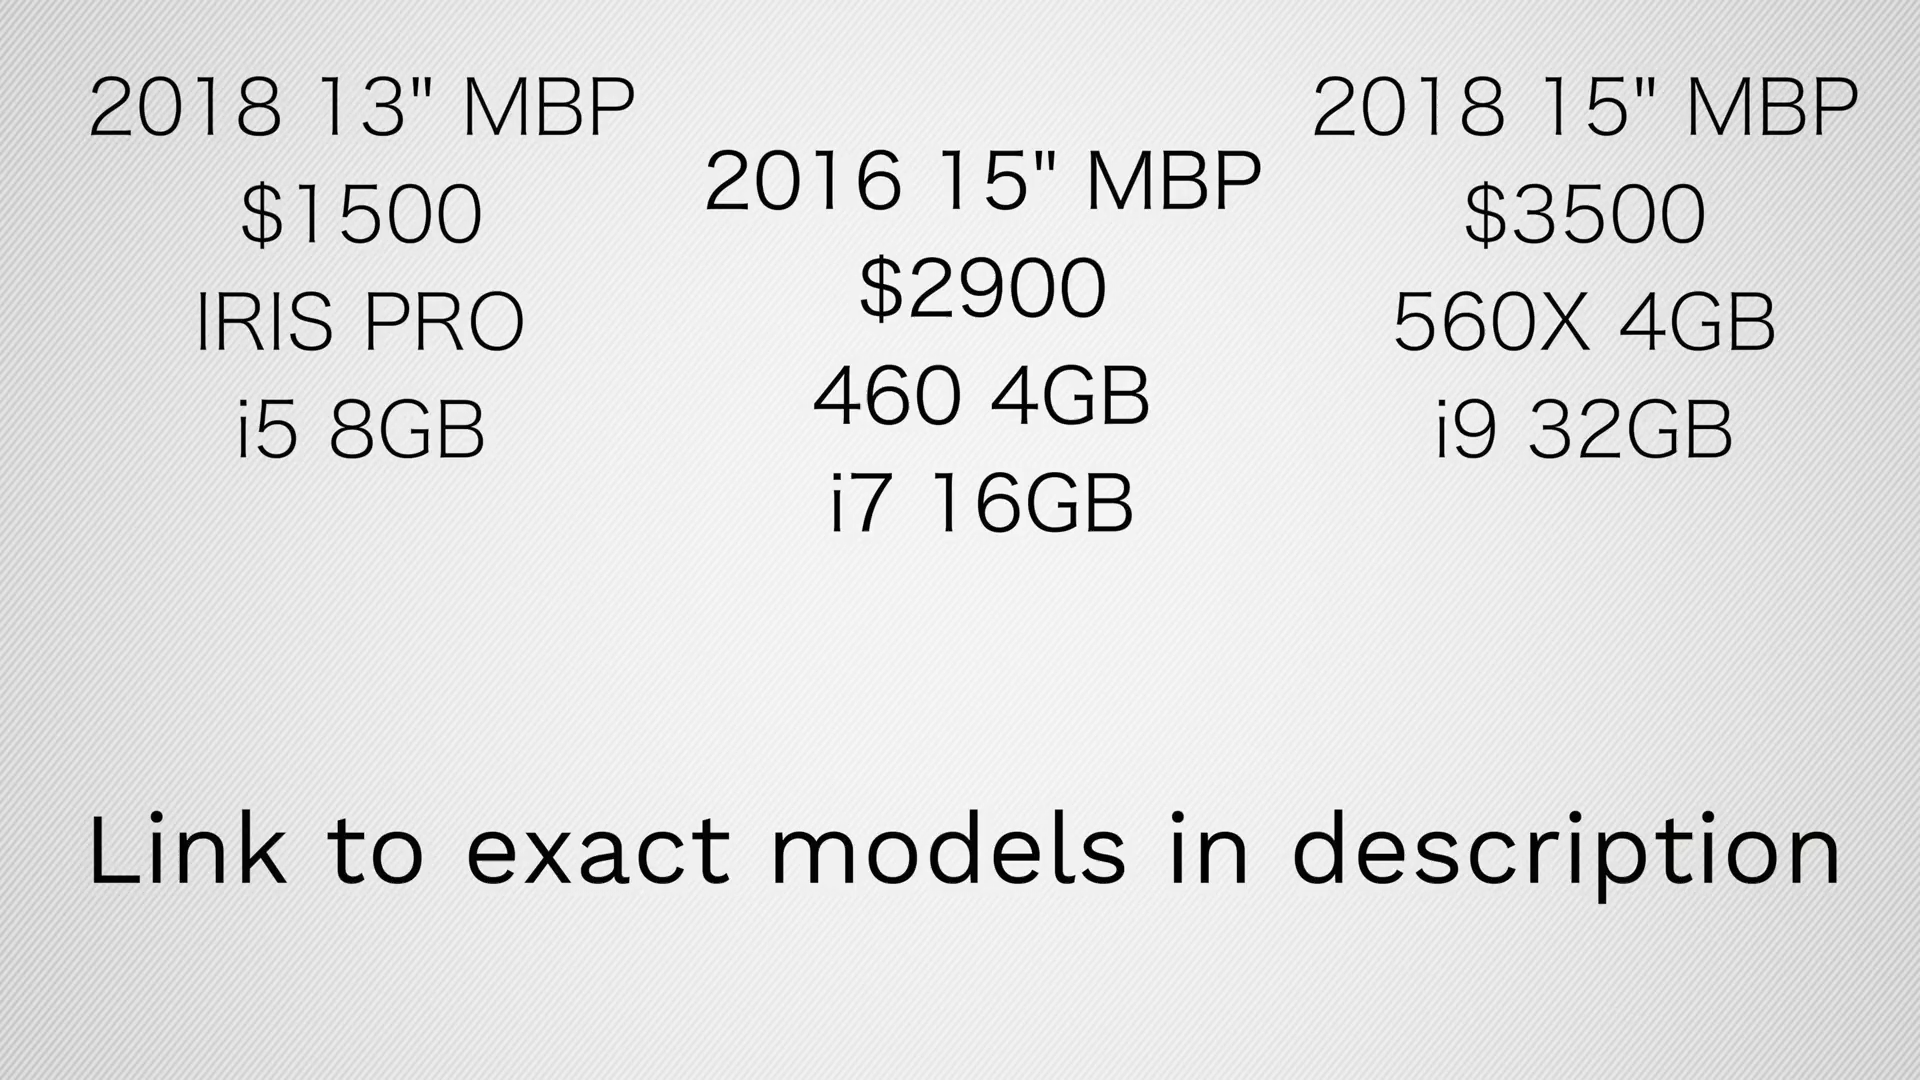 2018 13" MBP
$1500
IRIS PRO
i5 8GB
2016 15" MBP
$2900
460 4GB
i7 16GB
2018 15" MBP
$3500
560X 4GB
i9 32GB
Link to exact models in description